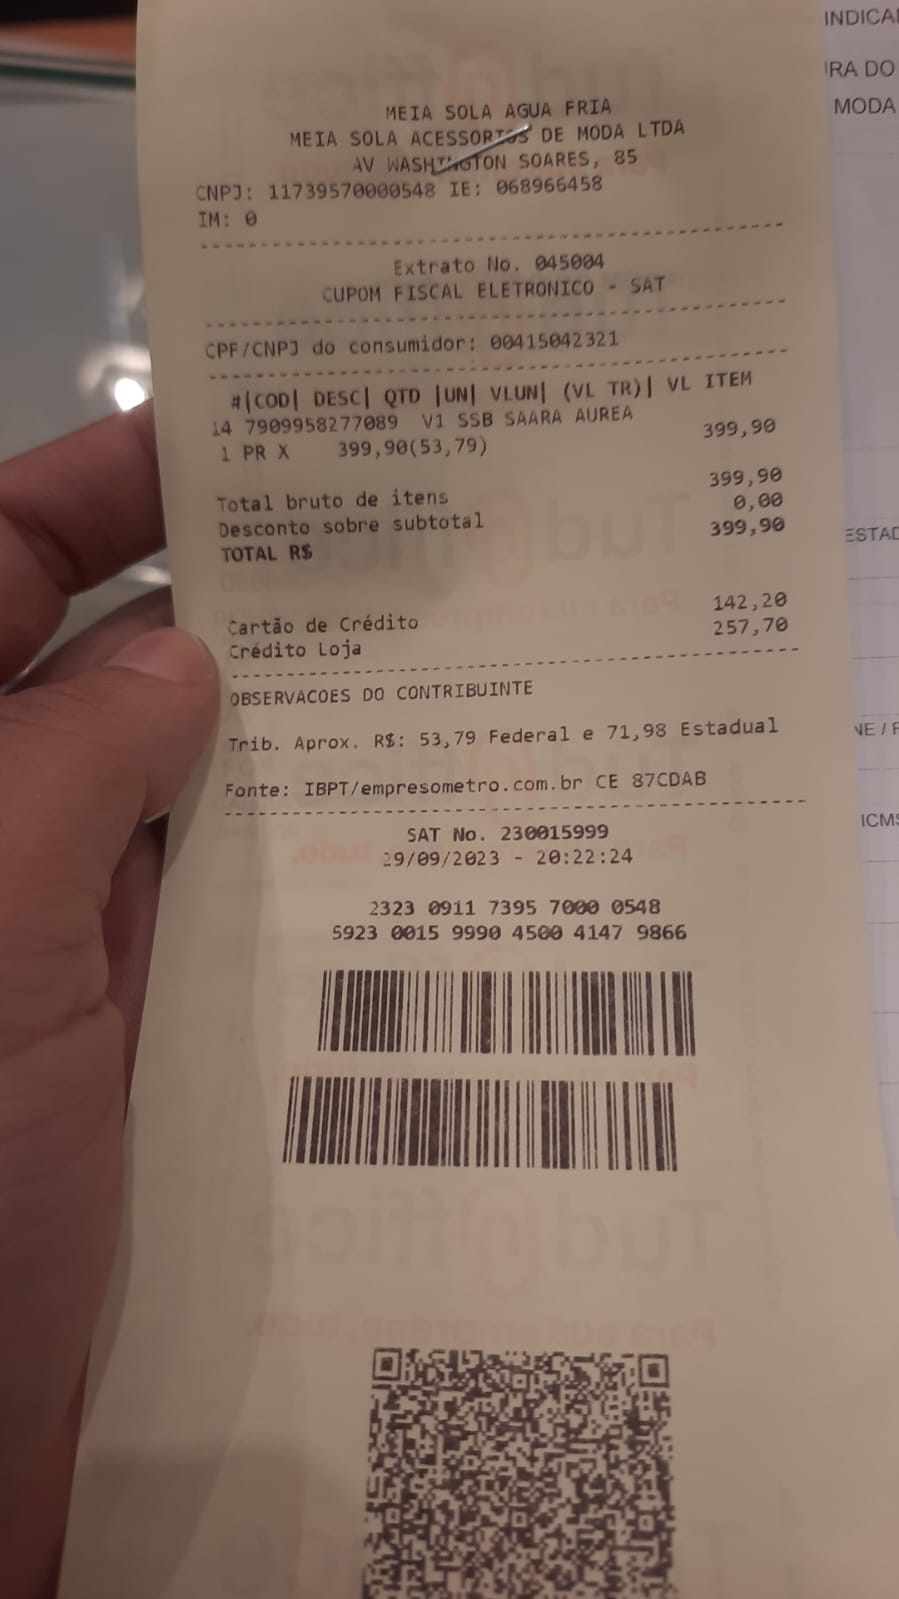 MEIA SOLA AGUA FRIA
MEIA SOLA ACESSORIOS DE MODA LTDA
AV WASHINGTON SOARES, 85
CNPJ: 11739570000548 IE: 068966458
IM: 0
Extrato No. 045004
CUPOM FISCAL ELETRONICO - SAT
CPF/CNPJ do consumidor: 00415042321
#|COD| DESC| QTD |UN| VLUN| (VL TR)| VL ITEM
14 7909958277089 V1 SSB SAARA AUREA
1 PR X 399,90(53,79) 399,90
Total bruto de itens 399,90
Desconto sobre subtotal 0,00
TOTAL R$ 399,90
Cartão de Crédito 142,20
Crédito Loja 257,70
OBSERVACOES DO CONTRIBUINTE
Trib. Aprox. R$: 53,79 Federal e 71,98 Estadual
Fonte: IBPT/empresometro.com.br CE 87CDAB
SAT No. 230015999
29/09/2023 - 20:22:24
2323 0911 7395 7000 0548
5923 0015 9990 4500 4147 9866
Tud@ffice
Para sua empresa, tudo.
INDICA
RA DO
MODA
ESTAD
NE / F
ICMS